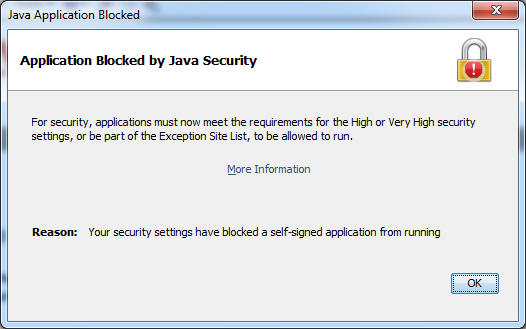 Java Application Blocked
Application Blocked by Java Security
For security, applications must now meet the requirements for the High or Very High security
settings, or be part of the Exception Site List, to be allowed to run.
More Information
Reason: Your security settings have blocked a self-signed application from running
OK